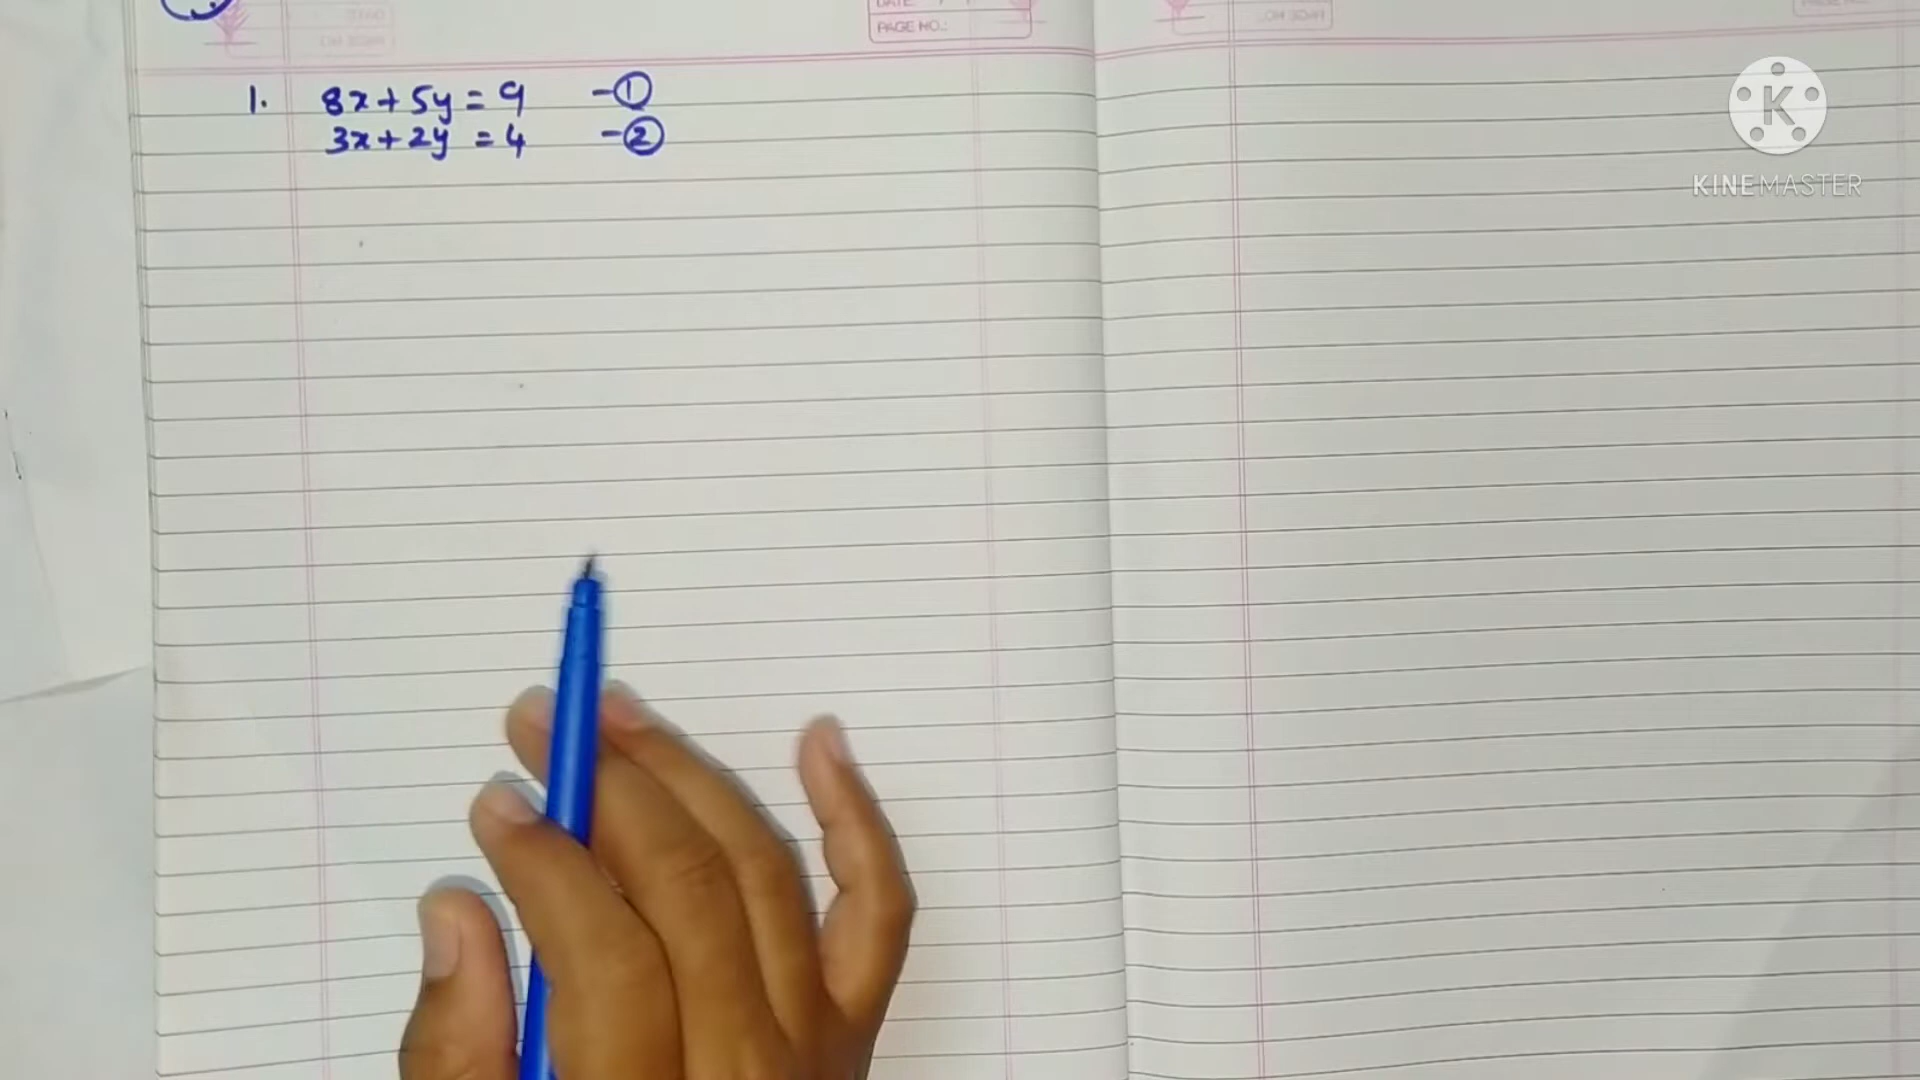 PAGE NO.:
1. 8x + 5y = 9 -①
3x + 2y = 4 -②
KINEMASTER